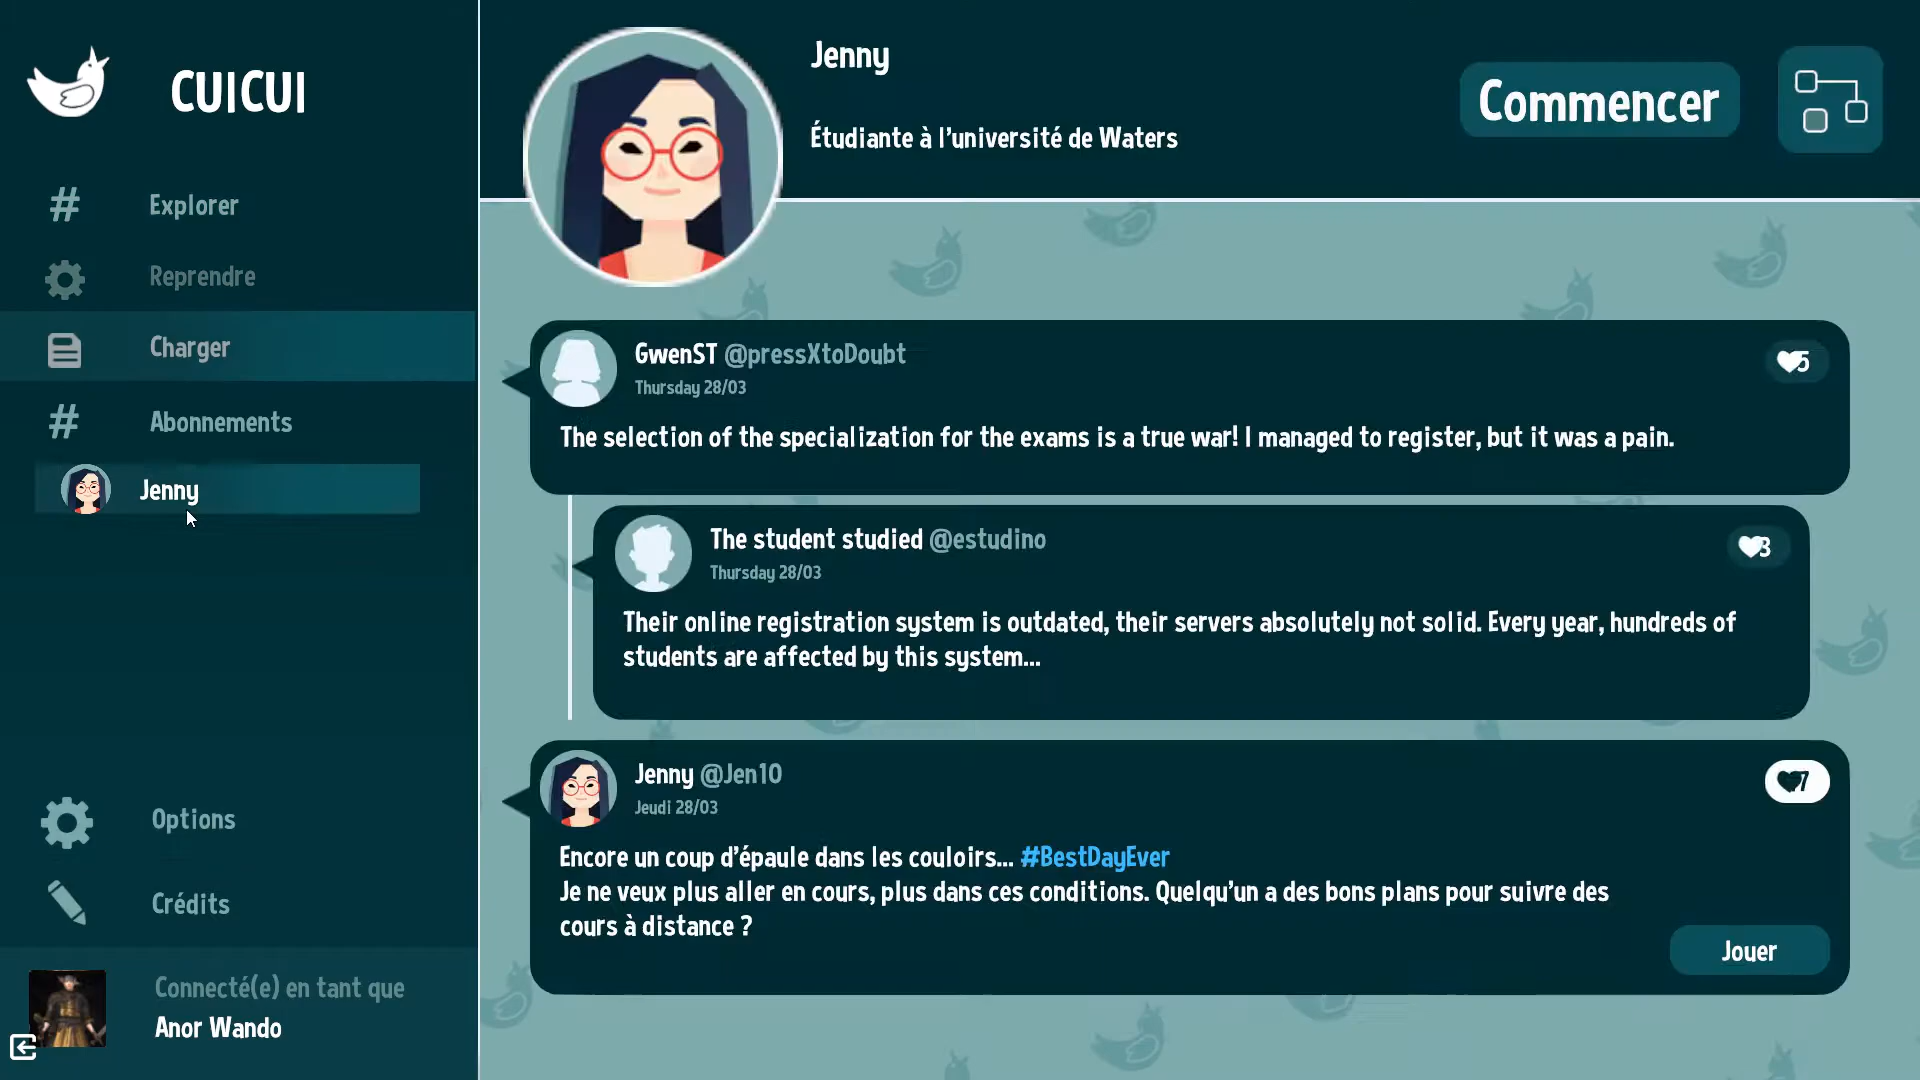 CUICUI
Explorer
Reprendre
Charger
Abonnements
Jenny
Options
Crédits
Connecté(e) en tant que
Anor Wando
Jenny
Étudiante à l'université de Waters
Commencer
GwenST @pressXtoDoubt
Thursday 28/03
5
The selection of the specialization for the exams is a true war! I managed to register, but it was a pain.
The student studied @estudino
Thursday 28/03
3
Their online registration system is outdated, their servers absolutely not solid. Every year, hundreds of
students are affected by this system...
Jenny @Jen10
Jeudi 28/03
7
Encore un coup d'épaule dans les couloirs... #BestDayEver
Je ne veux plus aller en cours, plus dans ces conditions. Quelqu'un a des bons plans pour suivre des
cours à distance ?
Jouer